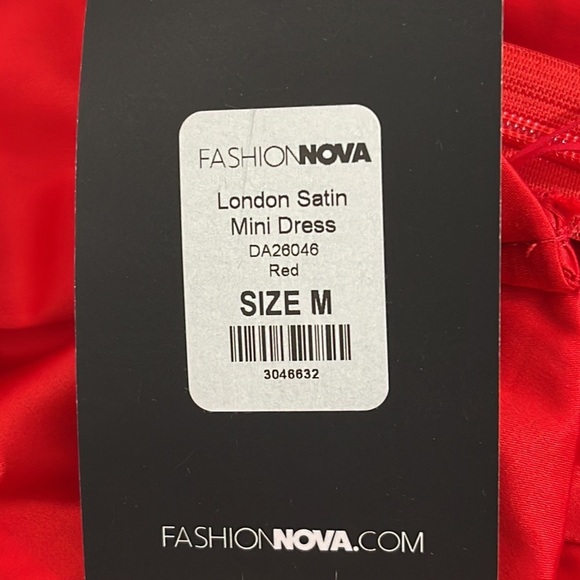 FASHIONNOVA
London Satin
Mini Dress
DA26046
Red
SIZE M
3046632
FASHIONNOVA.COM